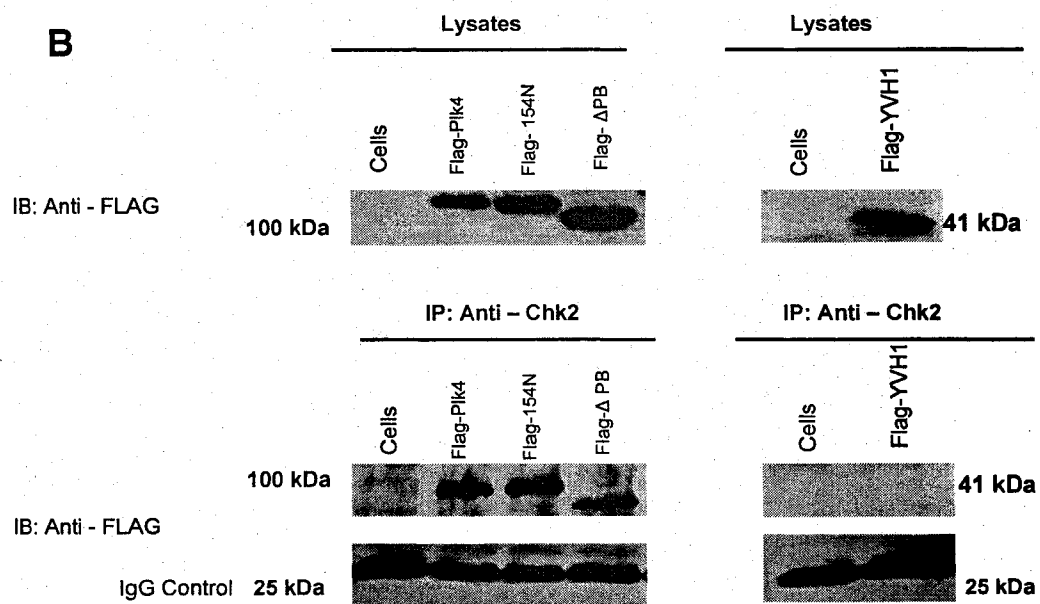 B
Lysates
Lysates
Cells
Flag-Plk4
Flag- 154N
Flag- ΔPB
Cells
Flag-YVH1
IB: Anti - FLAG
100 kDa
41 kDa
IP: Anti – Chk2
IP: Anti – Chk2
Cells
Flag-Plk4
Flag-154N
Flag-Δ PB
Cells
Flag-YVH1
100 kDa
41 kDa
IB: Anti - FLAG
IgG Control 25 kDa
25 kDa